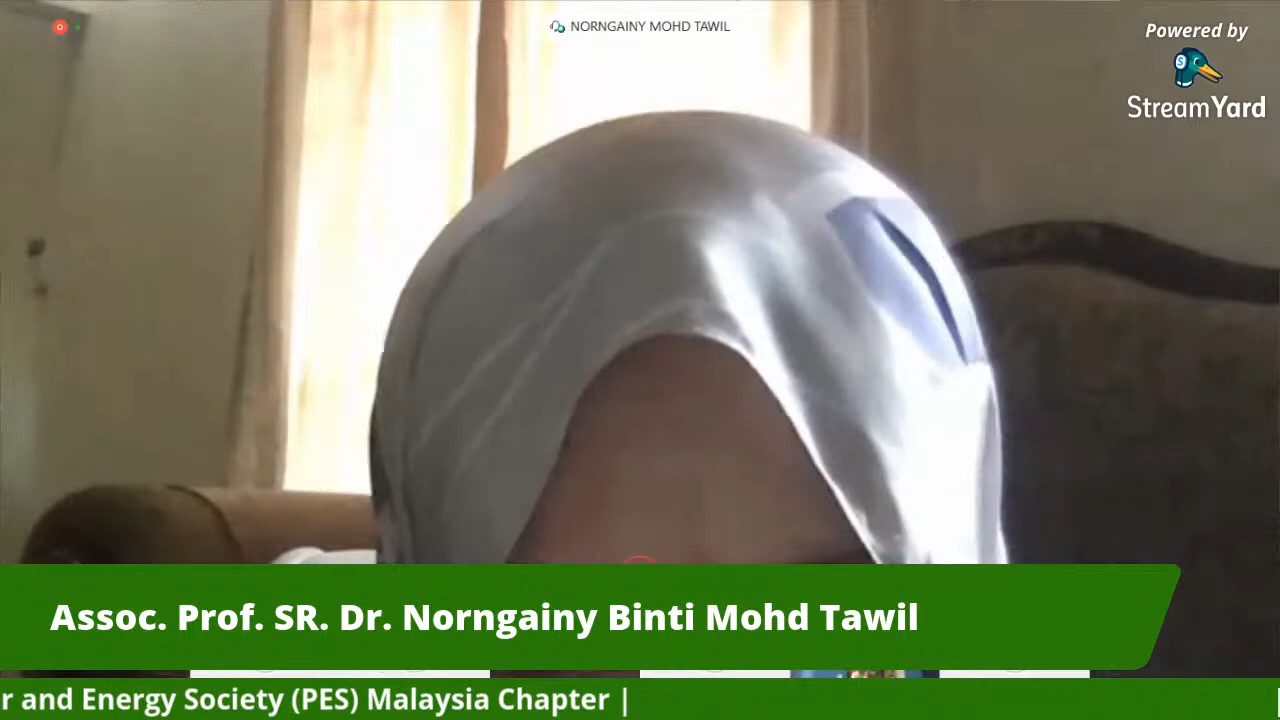 NORNGAINY MOHD TAWIL
Powered by
StreamYard
Assoc. Prof. SR. Dr. Norngainy Binti Mohd Tawil
r and Energy Society (PES) Malaysia Chapter |